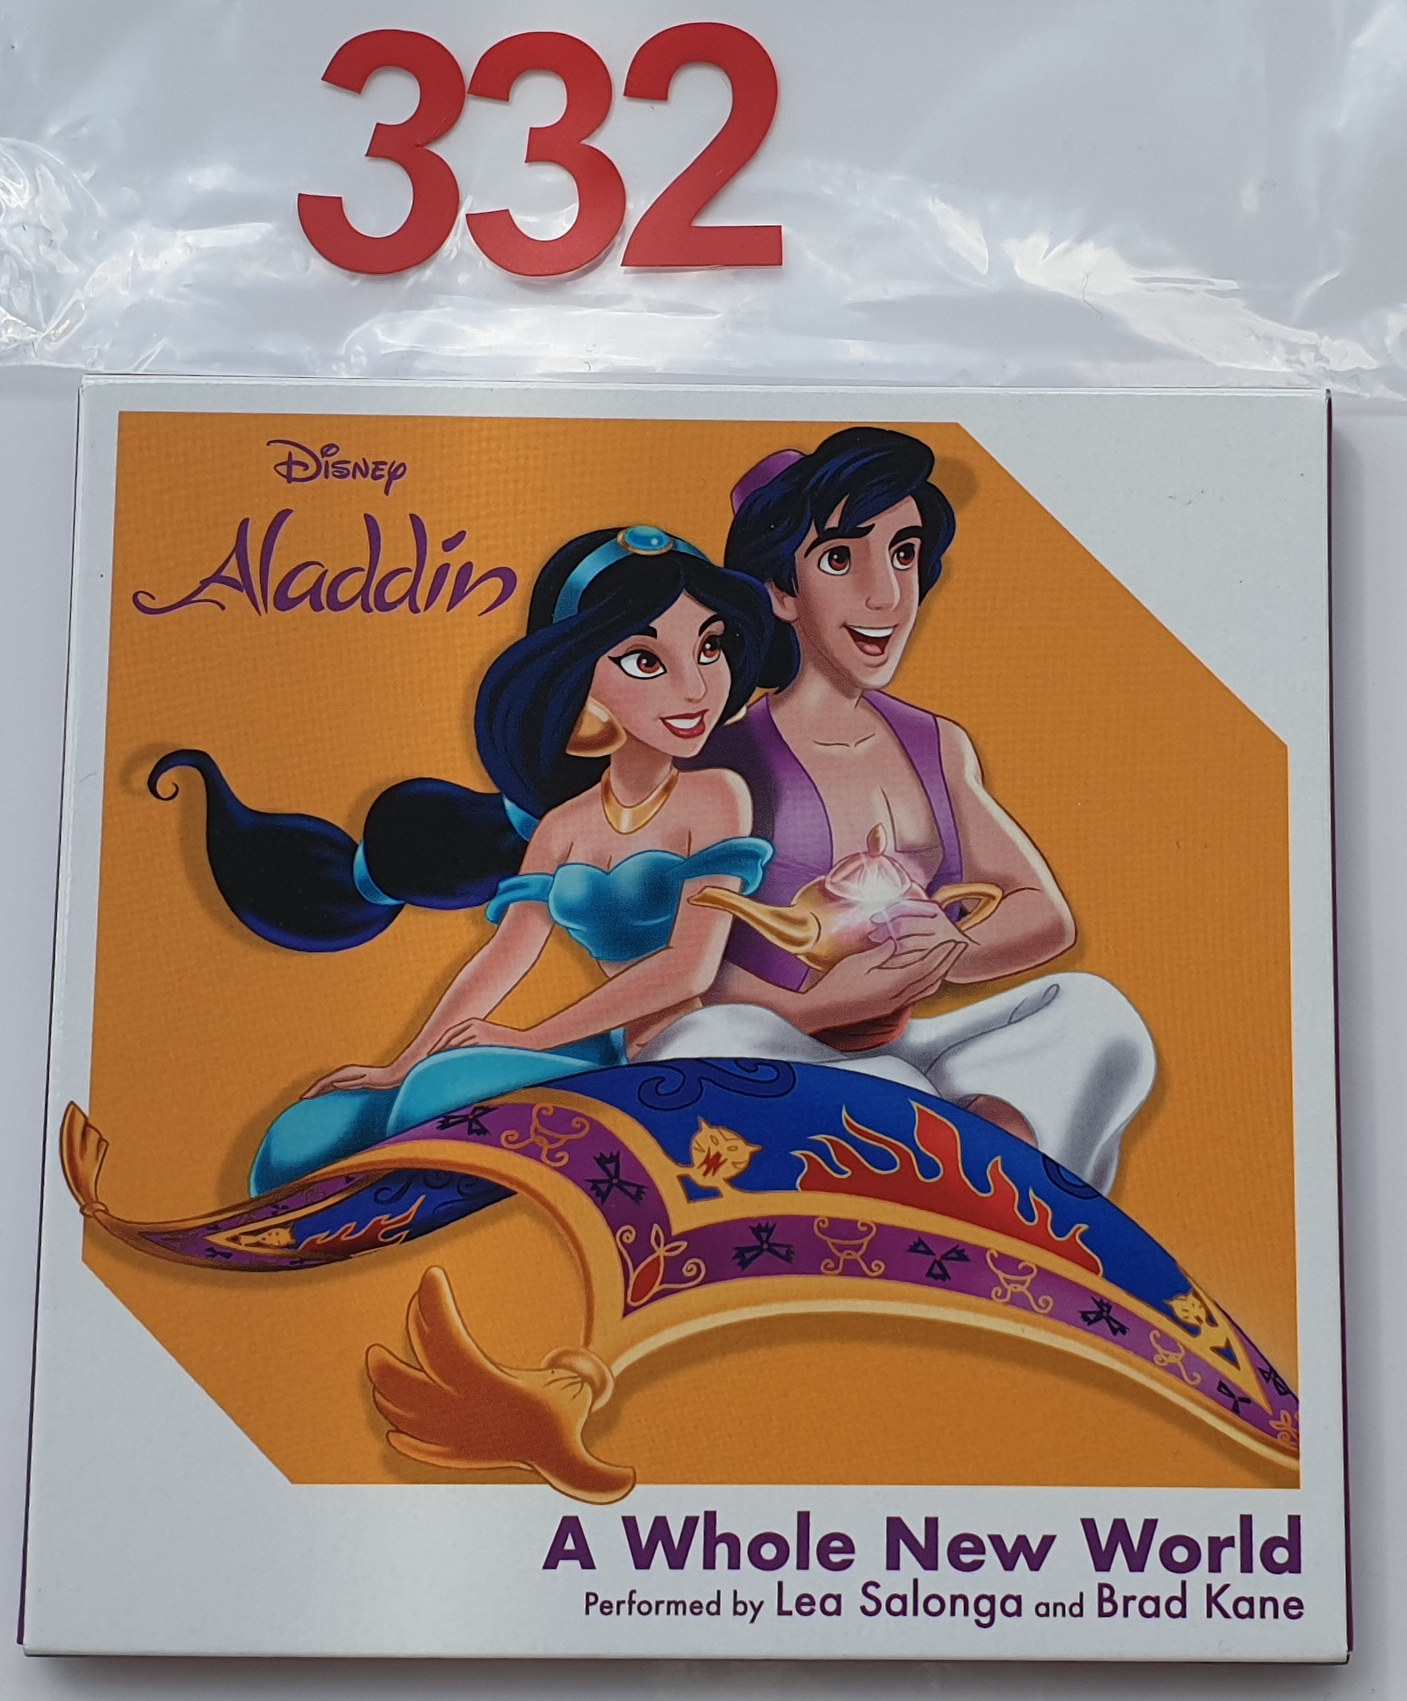 332
Disney
Aladdin
A Whole New World
Performed by Lea Salonga and Brad Kane